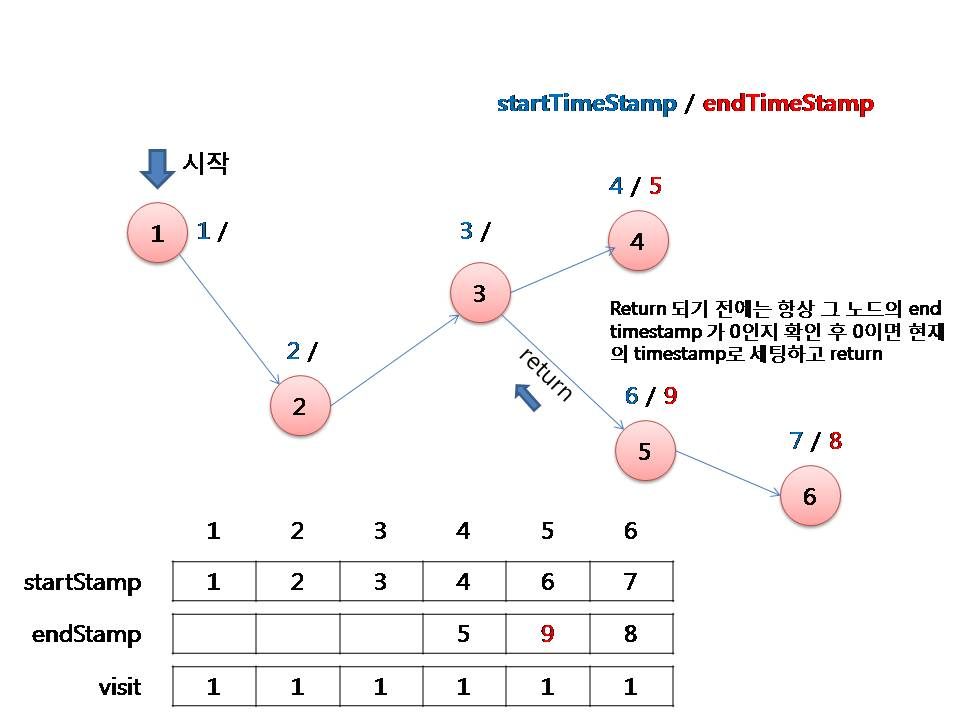 startTimeStamp / endTimeStamp
시작
4 / 5
1
1 /
3 /
4
3
Return 되기 전에는 항상 그 노드의 end
timestamp 가 0인지 확인 후 0이면 현재
의 timestamp로 세팅하고 return
2 /
return
6 / 9
2
7 / 8
5
6
1 2 3 4 5 6
startStamp 1 2 3 4 6 7
endStamp 5 9 8
visit 1 1 1 1 1 1